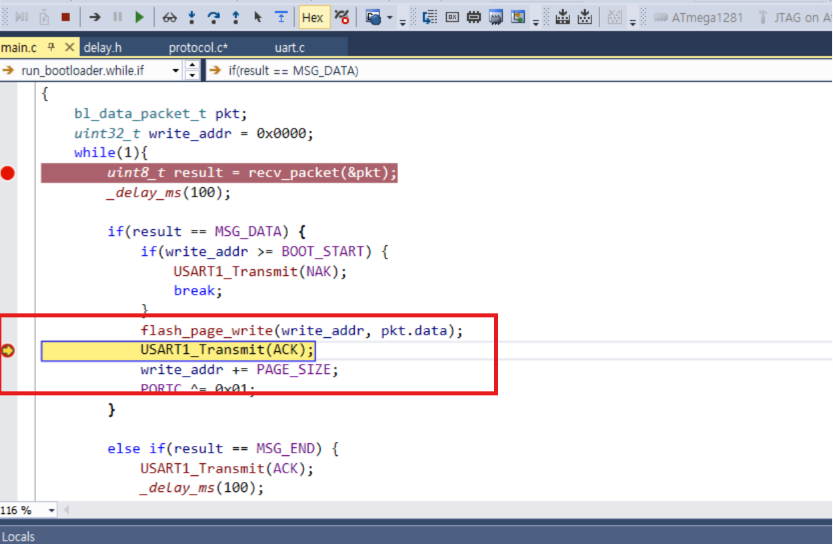 Hex ATmega1281 JTAG on
main.c delay.h protocol.c* uart.c
run_bootloader.while.if if(result == MSG_DATA)
{
bl_data_packet_t pkt;
uint32_t write_addr = 0x0000;
while(1){
uint8_t result = recv_packet(&pkt);
_delay_ms(100);
if(result == MSG_DATA) {
if(write_addr >= BOOT_START) {
USART1_Transmit(NAK);
break;
}
flash_page_write(write_addr, pkt.data);
USART1_Transmit(ACK);
write_addr += PAGE_SIZE;
PORTC ^= 0x01;
}
else if(result == MSG_END) {
USART1_Transmit(ACK);
_delay_ms(100);
116 %
Locals